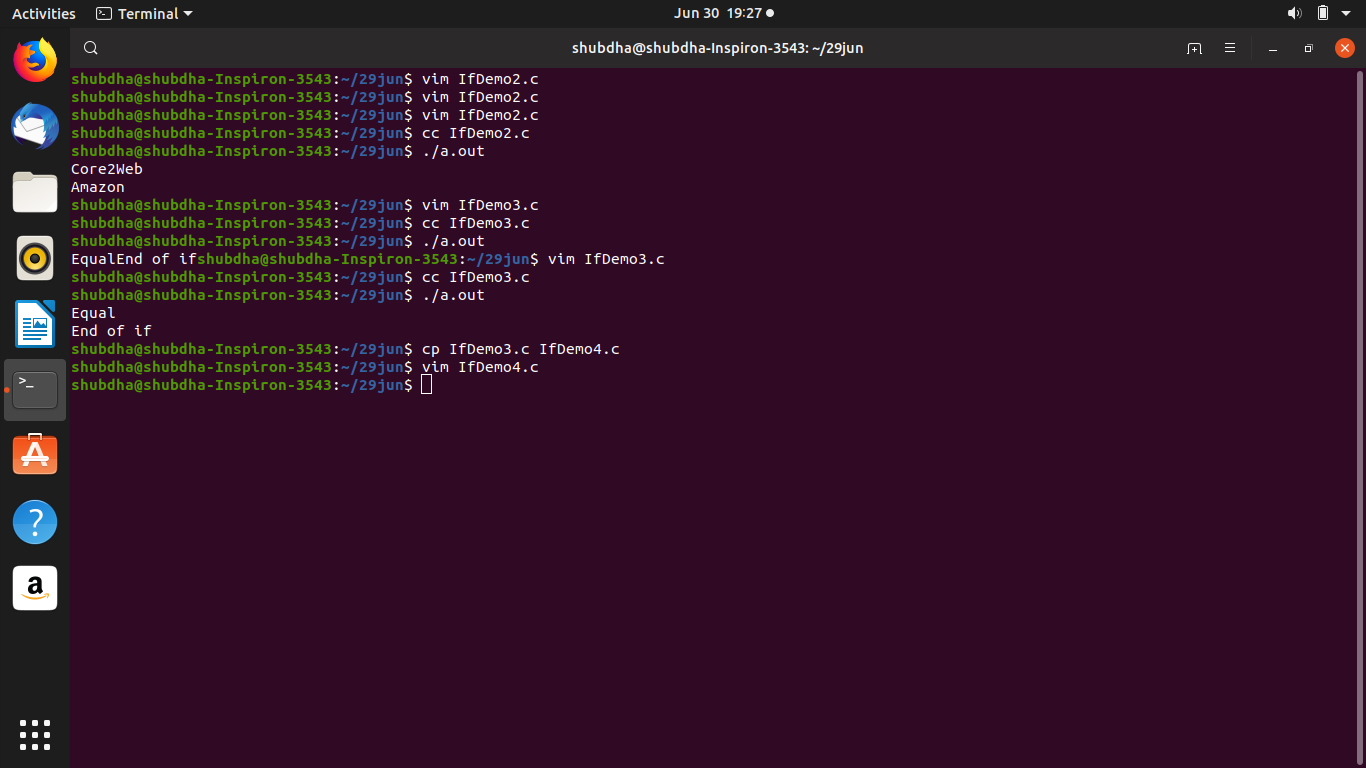 Activities Terminal Jun 30 19:27
shubdha@shubdha-Inspiron-3543: ~/29jun
shubdha@shubdha-Inspiron-3543:~/29jun$ vim IfDemo2.c
shubdha@shubdha-Inspiron-3543:~/29jun$ vim IfDemo2.c
shubdha@shubdha-Inspiron-3543:~/29jun$ vim IfDemo2.c
shubdha@shubdha-Inspiron-3543:~/29jun$ cc IfDemo2.c
shubdha@shubdha-Inspiron-3543:~/29jun$ ./a.out
Core2Web
Amazon
shubdha@shubdha-Inspiron-3543:~/29jun$ vim IfDemo3.c
shubdha@shubdha-Inspiron-3543:~/29jun$ cc IfDemo3.c
shubdha@shubdha-Inspiron-3543:~/29jun$ ./a.out
EqualEnd of ifshubdha@shubdha-Inspiron-3543:~/29jun$ vim IfDemo3.c
shubdha@shubdha-Inspiron-3543:~/29jun$ cc IfDemo3.c
shubdha@shubdha-Inspiron-3543:~/29jun$ ./a.out
Equal
End of if
shubdha@shubdha-Inspiron-3543:~/29jun$ cp IfDemo3.c IfDemo4.c
shubdha@shubdha-Inspiron-3543:~/29jun$ vim IfDemo4.c
shubdha@shubdha-Inspiron-3543:~/29jun$